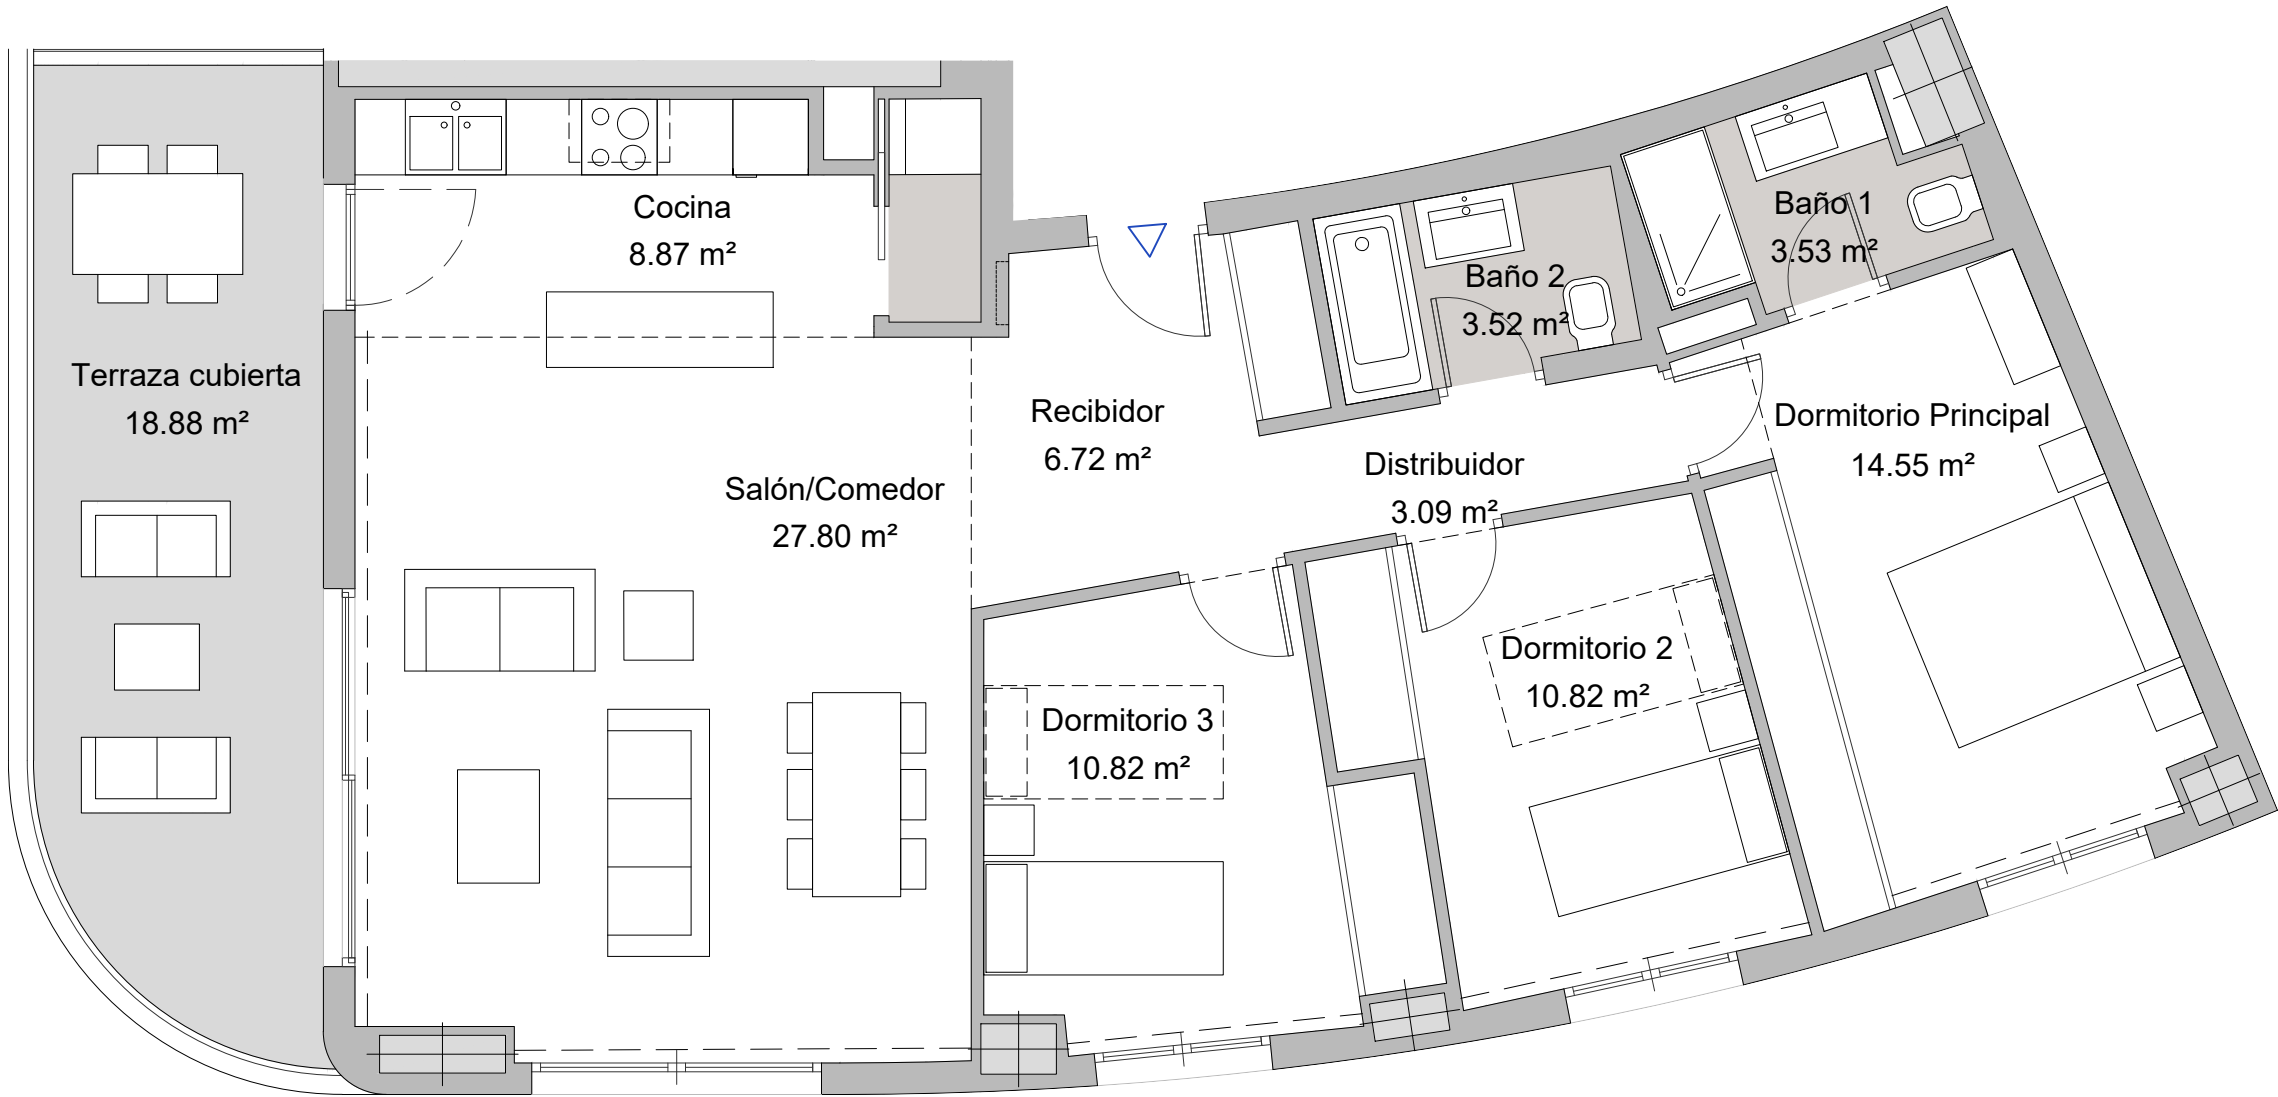 Cocina
8.87 m²
Baño 1
3.53 m²
Baño 2
3.52 m²
Terraza cubierta
18.88 m²
Recibidor
6.72 m²
Dormitorio Principal
14.55 m²
Salón/Comedor
27.80 m²
Distribuidor
3.09 m²
Dormitorio 2
10.82 m²
Dormitorio 3
10.82 m²